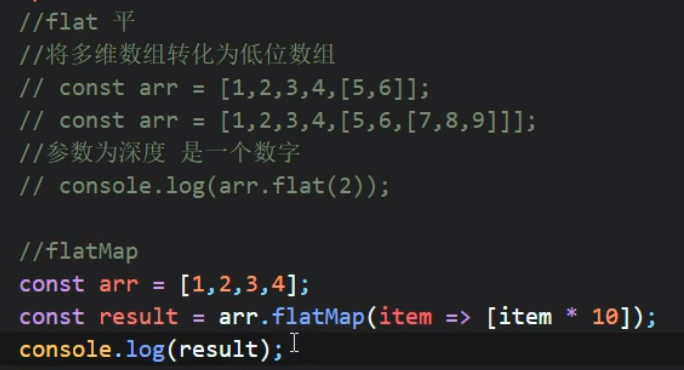 //flat 平
//将多维数组转化为低位数组
// const arr = [1,2,3,4,[5,6]];
// const arr = [1,2,3,4,[5,6,[7,8,9]]];
//参数为深度 是一个数字
// console.log(arr.flat(2));
//flatMap
const arr = [1,2,3,4];
const result = arr.flatMap(item => [item * 10]);
console.log(result);